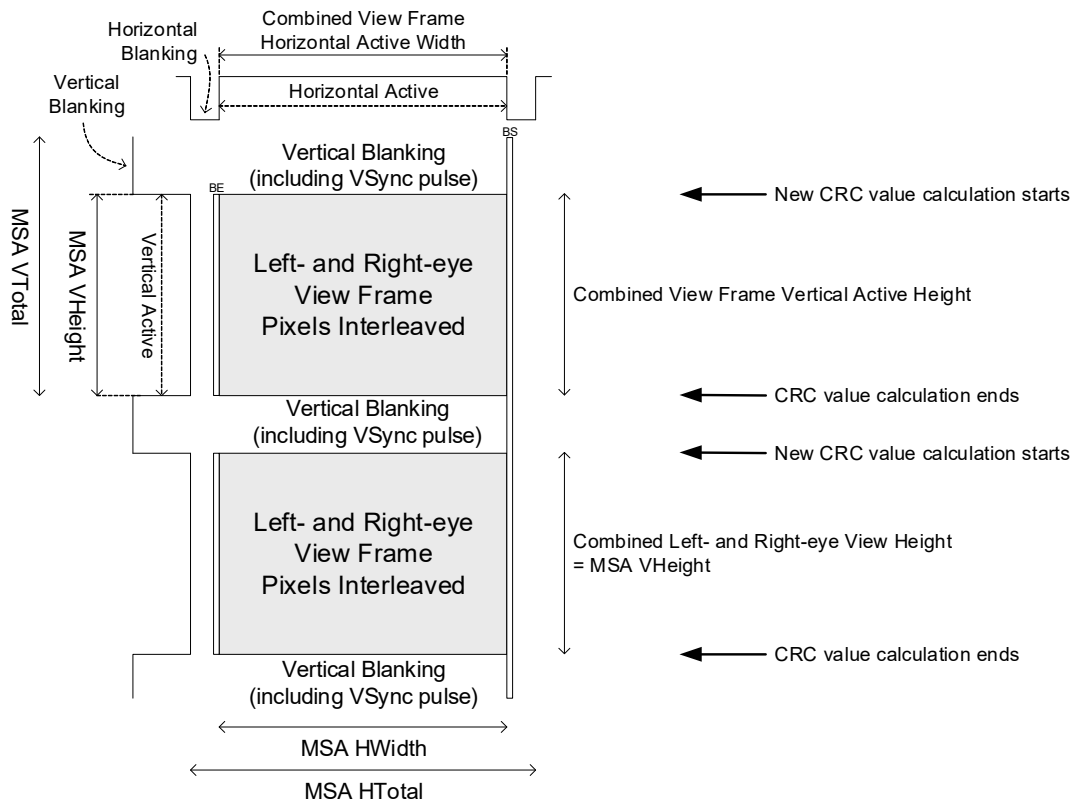 Combined View Frame
Horizontal Active Width
Horizontal
Blanking
Vertical
Blanking
Horizontal Active
BS
Vertical Blanking
(including VSync pulse)
BE
New CRC value calculation starts
MSA VTotal
MSA VHeight
Vertical Active
Left- and Right-eye
View Frame
Pixels Interleaved
Combined View Frame Vertical Active Height
CRC value calculation ends
Vertical Blanking
(including VSync pulse)
New CRC value calculation starts
Left- and Right-eye
View Frame
Pixels Interleaved
Combined Left- and Right-eye View Height
= MSA VHeight
CRC value calculation ends
Vertical Blanking
(including VSync pulse)
MSA HWidth
MSA HTotal